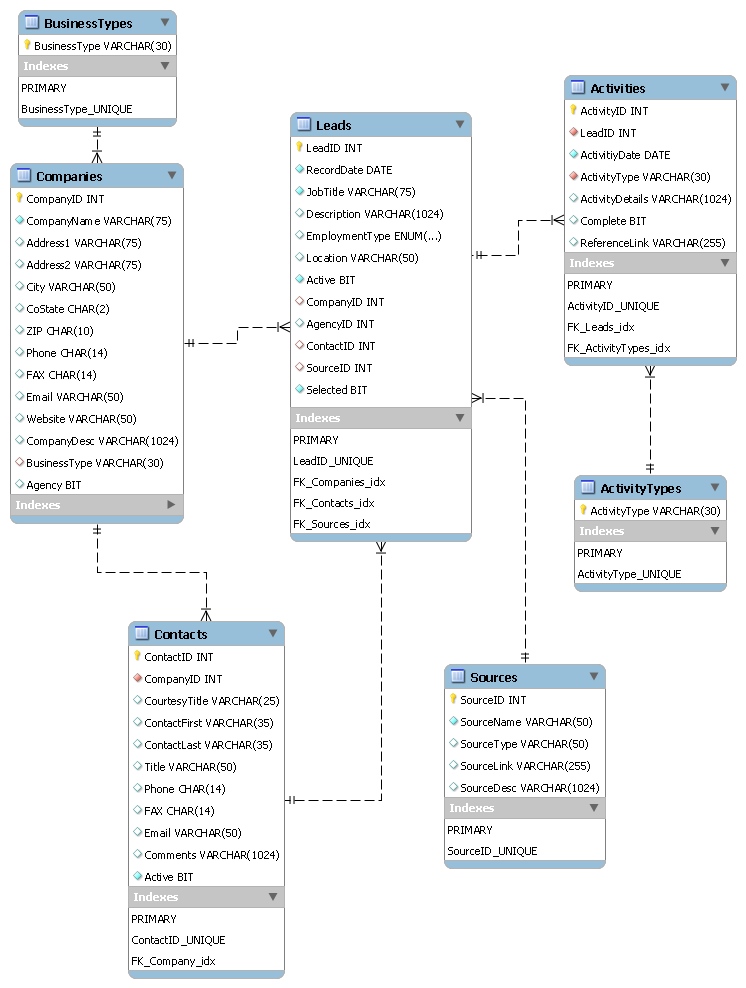 BusinessTypes
BusinessType VARCHAR(30)
Indexes
PRIMARY
BusinessType_UNIQUE
Companies
CompanyID INT
CompanyName VARCHAR(75)
Address1 VARCHAR(75)
Address2 VARCHAR(75)
City VARCHAR(50)
CoState CHAR(2)
ZIP CHAR(10)
Phone CHAR(14)
FAX CHAR(14)
Email VARCHAR(50)
Website VARCHAR(50)
CompanyDesc VARCHAR(1024)
BusinessType VARCHAR(30)
Agency BIT
Indexes
Leads
LeadID INT
RecordDate DATE
JobTitle VARCHAR(75)
Description VARCHAR(1024)
EmploymentType ENUM(...)
Location VARCHAR(50)
Active BIT
CompanyID INT
AgencyID INT
ContactID INT
SourceID INT
Selected BIT
Indexes
PRIMARY
LeadID_UNIQUE
FK_Companies_idx
FK_Contacts_idx
FK_Sources_idx
Activities
ActivityID INT
LeadID INT
ActivitiyDate DATE
ActivityType VARCHAR(30)
ActivityDetails VARCHAR(1024)
Complete BIT
ReferenceLink VARCHAR(255)
Indexes
PRIMARY
ActivityID_UNIQUE
FK_Leads_idx
FK_ActivityTypes_idx
ActivityTypes
ActivityType VARCHAR(30)
Indexes
PRIMARY
ActivityType_UNIQUE
Contacts
ContactID INT
CompanyID INT
CourtesyTitle VARCHAR(25)
ContactFirst VARCHAR(35)
ContactLast VARCHAR(35)
Title VARCHAR(50)
Phone CHAR(14)
FAX CHAR(14)
Email VARCHAR(50)
Comments VARCHAR(1024)
Active BIT
Indexes
PRIMARY
ContactID_UNIQUE
FK_Company_idx
Sources
SourceID INT
SourceName VARCHAR(50)
SourceType VARCHAR(50)
SourceLink VARCHAR(255)
SourceDesc VARCHAR(1024)
Indexes
PRIMARY
SourceID_UNIQUE